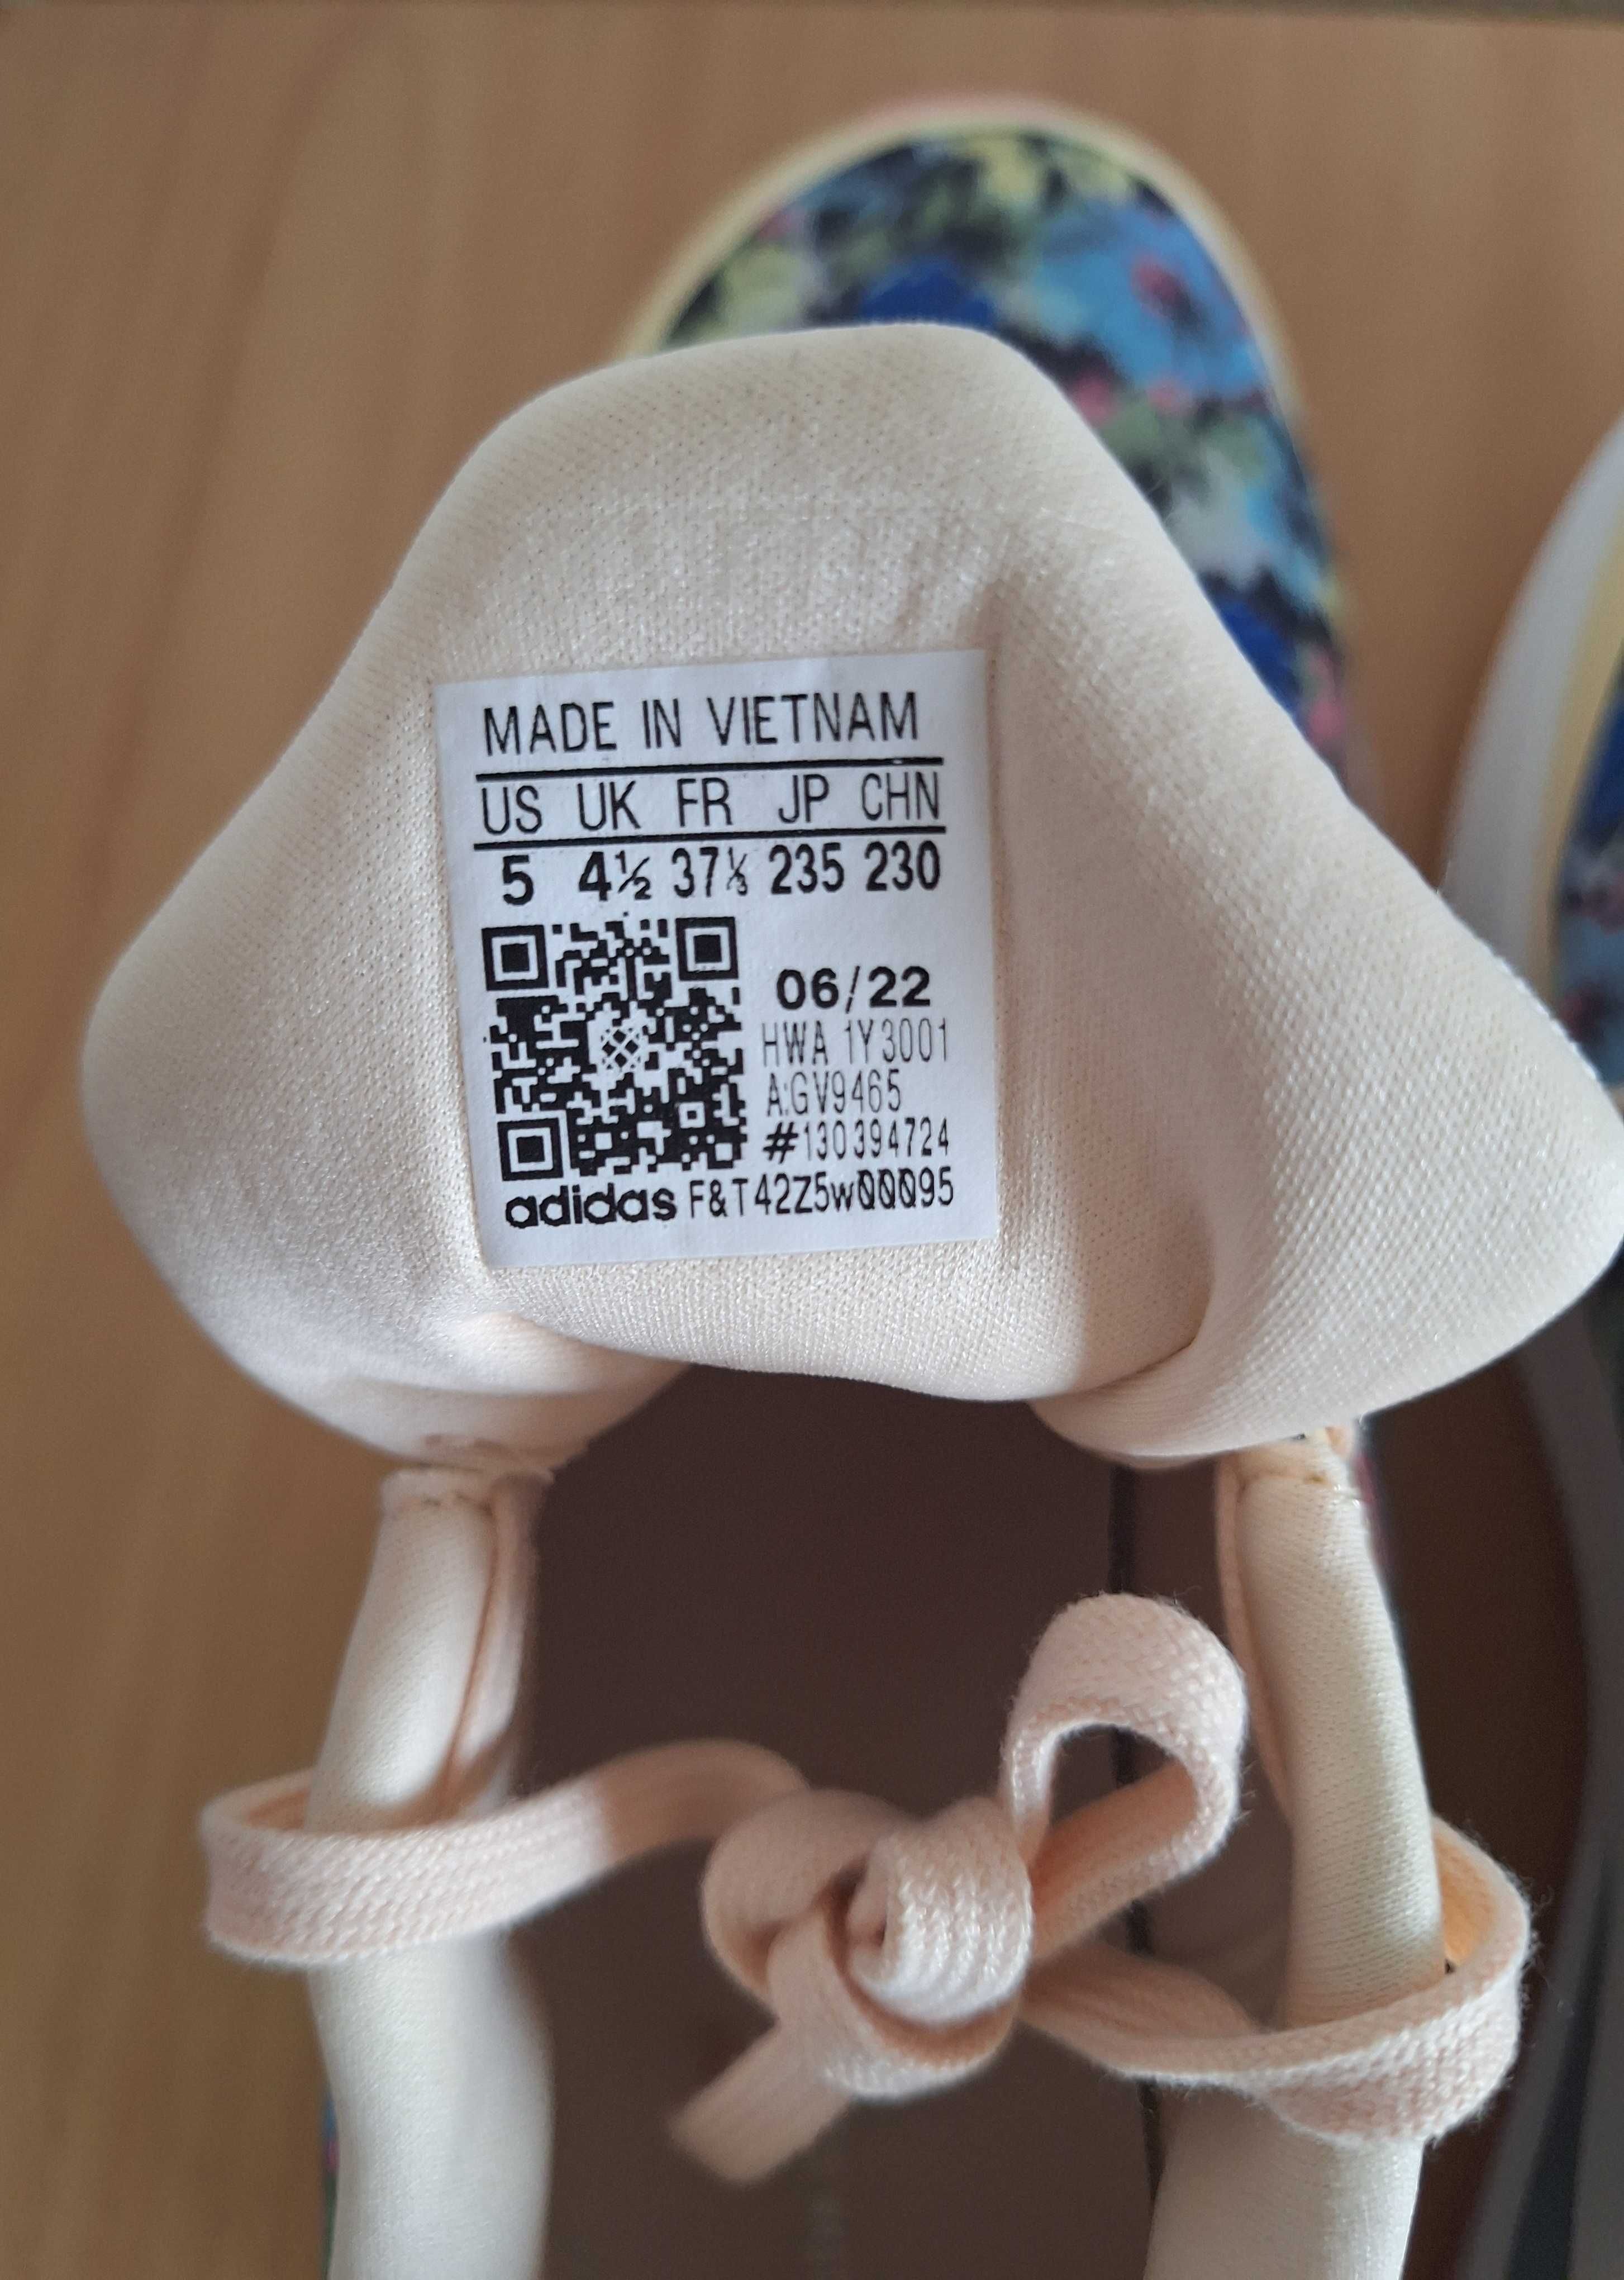 MADE IN VIETNAM
US UK FR JP CHN
5 4½ 37⅓ 235 230
06/22
HWA 1Y3001
A:GV9465
#130394724
adidas F&T42Z5w00095